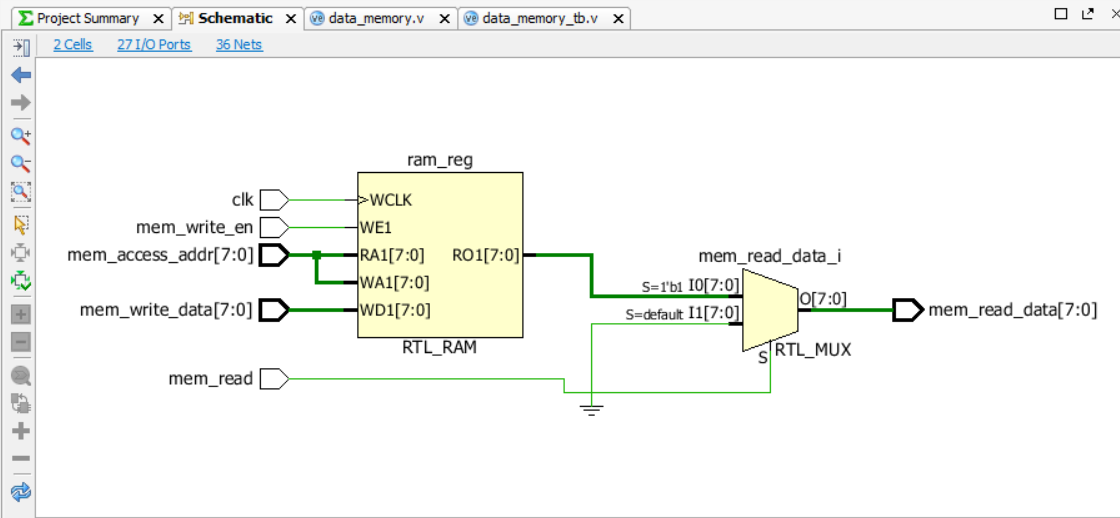 Project Summary
Schematic
data_memory.v
data_memory_tb.v
2 Cells
27 I/O Ports
36 Nets
ram_reg
clk
>WCLK
mem_write_en
WE1
mem_access_addr[7:0]
RA1[7:0]
RO1[7:0]
WA1[7:0]
mem_write_data[7:0]
WD1[7:0]
RTL_RAM
mem_read
mem_read_data_i
S=1'b1 I0[7:0]
S=default I1[7:0]
O[7:0]
mem_read_data[7:0]
S
RTL_MUX